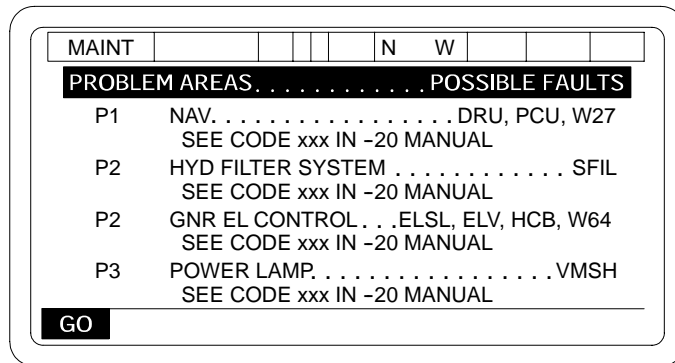 MAINT N W
PROBLEM AREAS. . . . . . . . . . . . .POSSIBLE FAULTS
P1 NAV. . . . . . . . . . . . . . . . . .DRU, PCU, W27
SEE CODE xxx IN -20 MANUAL
P2 HYD FILTER SYSTEM . . . . . . . . . . . . . SFIL
SEE CODE xxx IN -20 MANUAL
P2 GNR EL CONTROL . . .ELSL, ELV, HCB, W64
SEE CODE xxx IN -20 MANUAL
P3 POWER LAMP. . . . . . . . . . . . . . . . . . .VMSH
SEE CODE xxx IN -20 MANUAL
GO